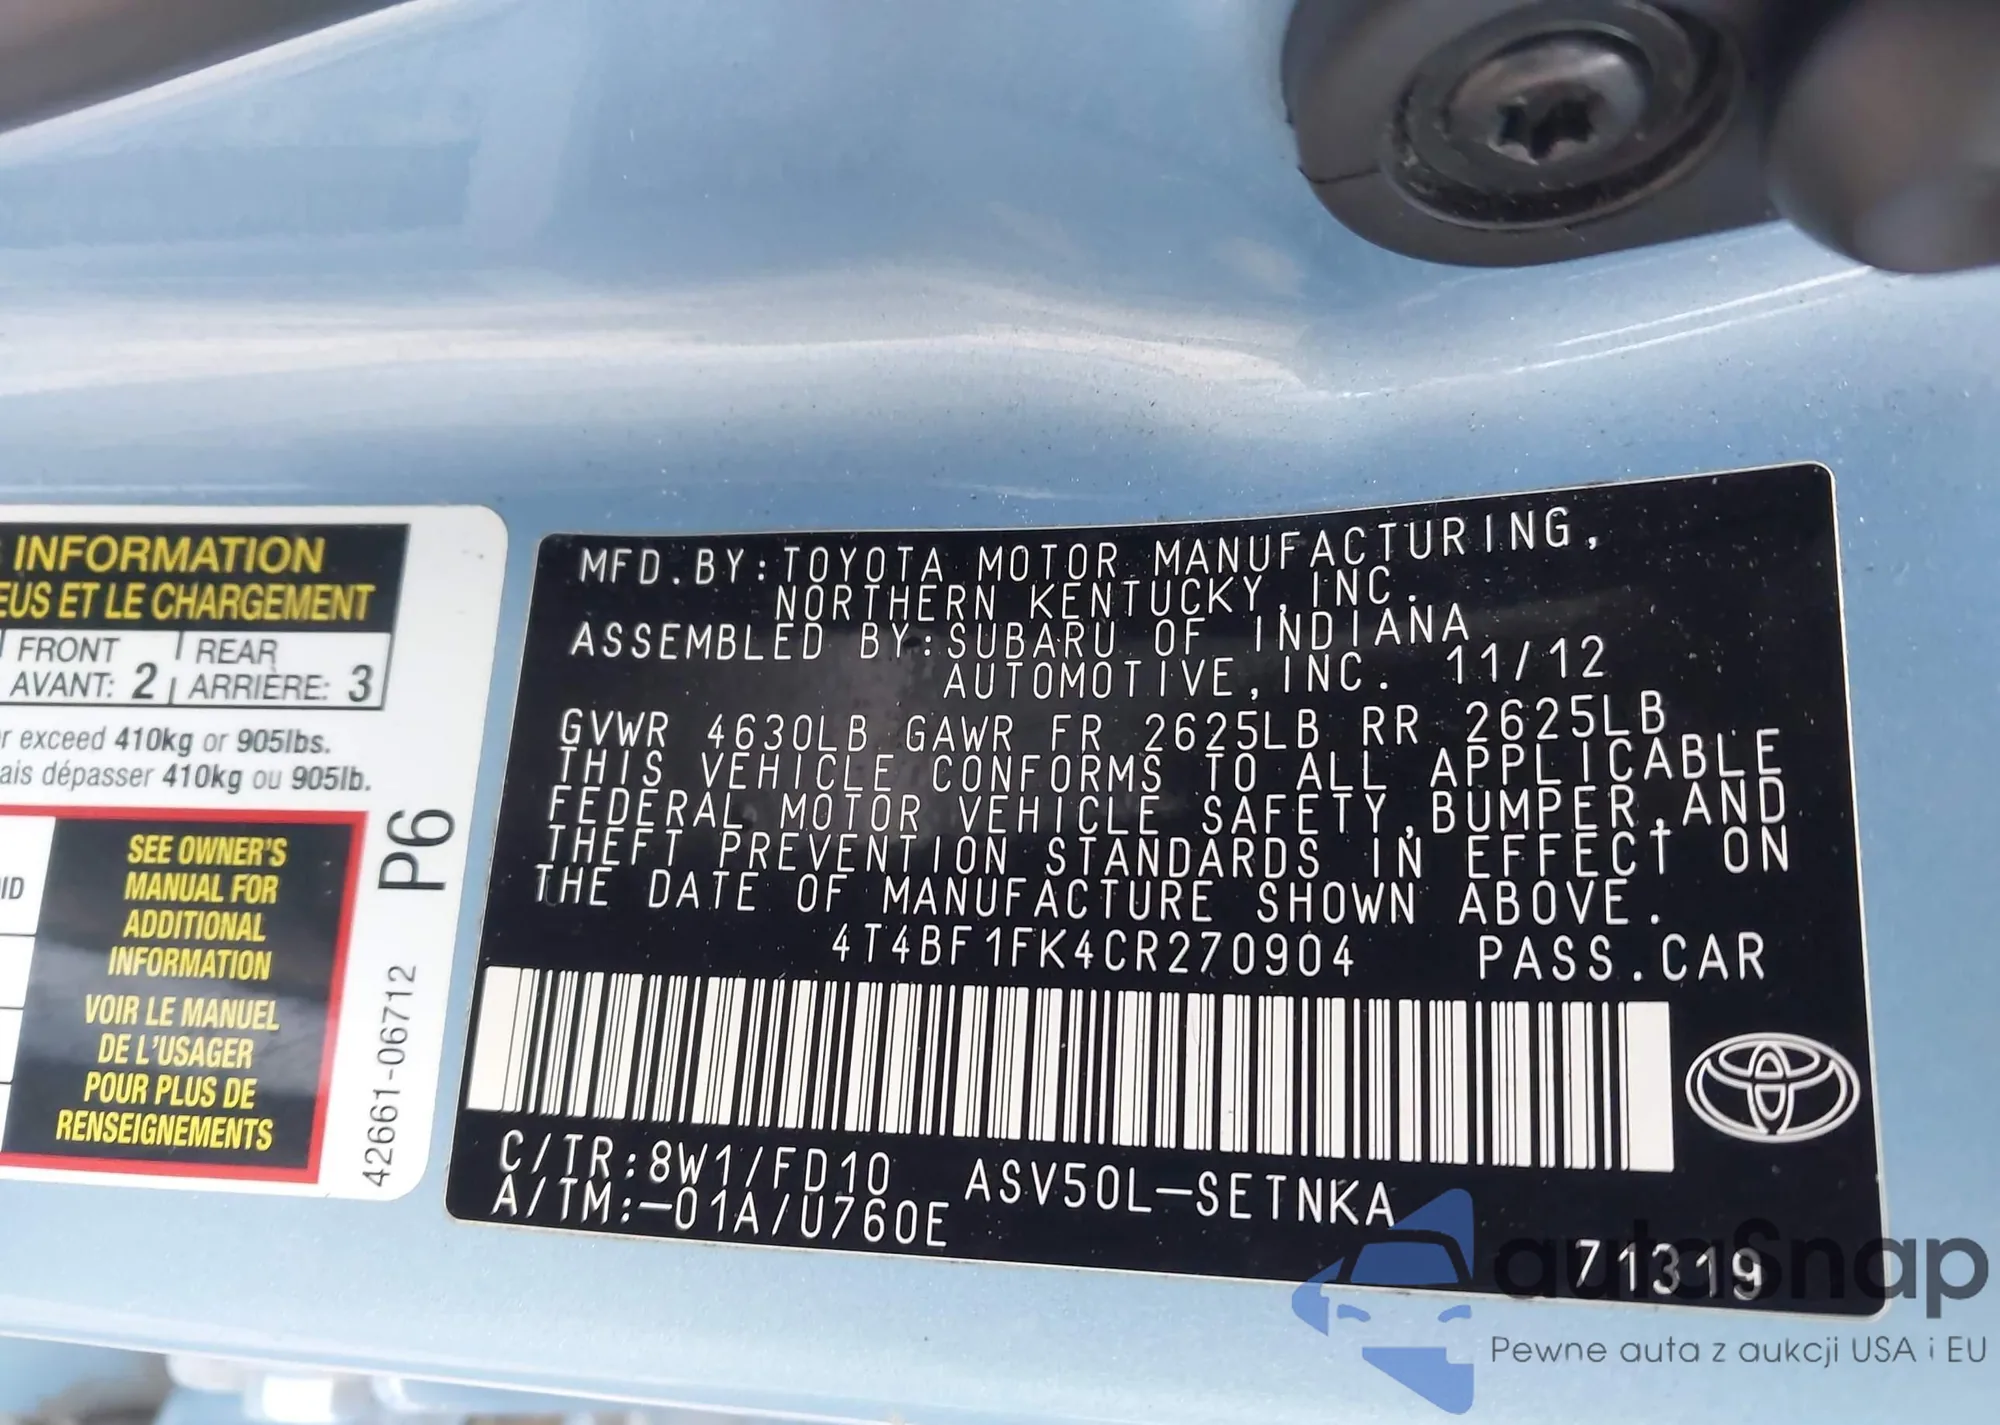 INFORMATION
EUS ET LE CHARGEMENT
FRONT REAR
AVANT: 2 ARRIÈRE: 3
exceed 410kg or 905lbs.
ais dépasser 410kg ou 905lb.
SEE OWNER'S
MANUAL FOR
ADDITIONAL
INFORMATION
VOIR LE MANUEL
DE L'USAGER
POUR PLUS DE
RENSEIGNEMENTS
P6
42661-06712
MFD.BY:TOYOTA MOTOR MANUFACTURING,
NORTHERN KENTUCKY,INC.
ASSEMBLED BY:SUBARU OF INDIANA
AUTOMOTIVE,INC. 11/12
GVWR 4630LB GAWR FR 2625LB RR 2625LB
THIS VEHICLE CONFORMS TO ALL APPLICABLE
FEDERAL MOTOR VEHICLE SAFETY,BUMPER,AND
THEFT PREVENTION STANDARDS IN EFFECT ON
THE DATE OF MANUFACTURE SHOWN ABOVE.
4T4BF1FK4CR270904 PASS.CAR
C/TR:8W1/FD10 ASV50L-SETNKA
A/TM:-01A/U760E
71319
autoSnap
Pewne auta z aukcji USA i EU